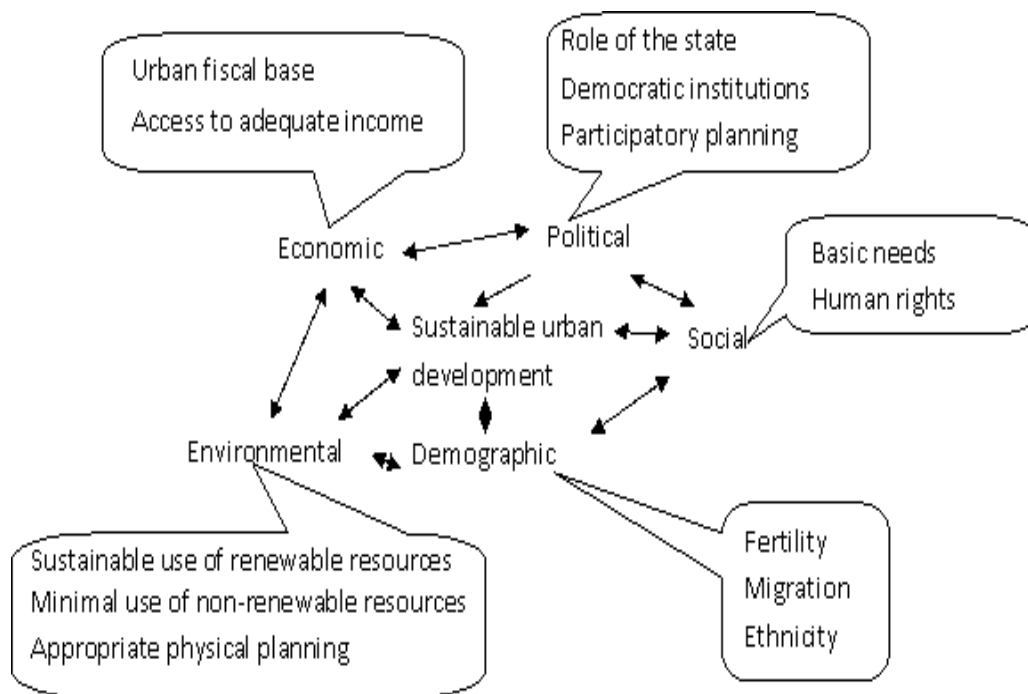 Urban fiscal base
Access to adequate income
Role of the state
Democratic institutions
Participatory planning
Economic
Political
Basic needs
Human rights
Sustainable urban
development
Social
Environmental
Demographic
Sustainable use of renewable resources
Minimal use of non-renewable resources
Appropriate physical planning
Fertility
Migration
Ethnicity